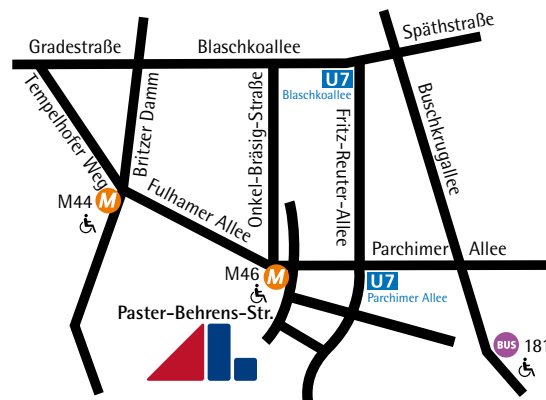 Gradestraße
Blaschkoallee
Späthstraße
U7
Blaschkoallee
Tempelhofer Weg
Britzer Damm
Onkel-Bräsig-Straße
Fritz-Reuter-Allee
Buschkrugallee
M44 M
Fulhamer Allee
Parchimer Allee
M46 M
U7
Parchimer Allee
Paster-Behrens-Str.
BUS 181